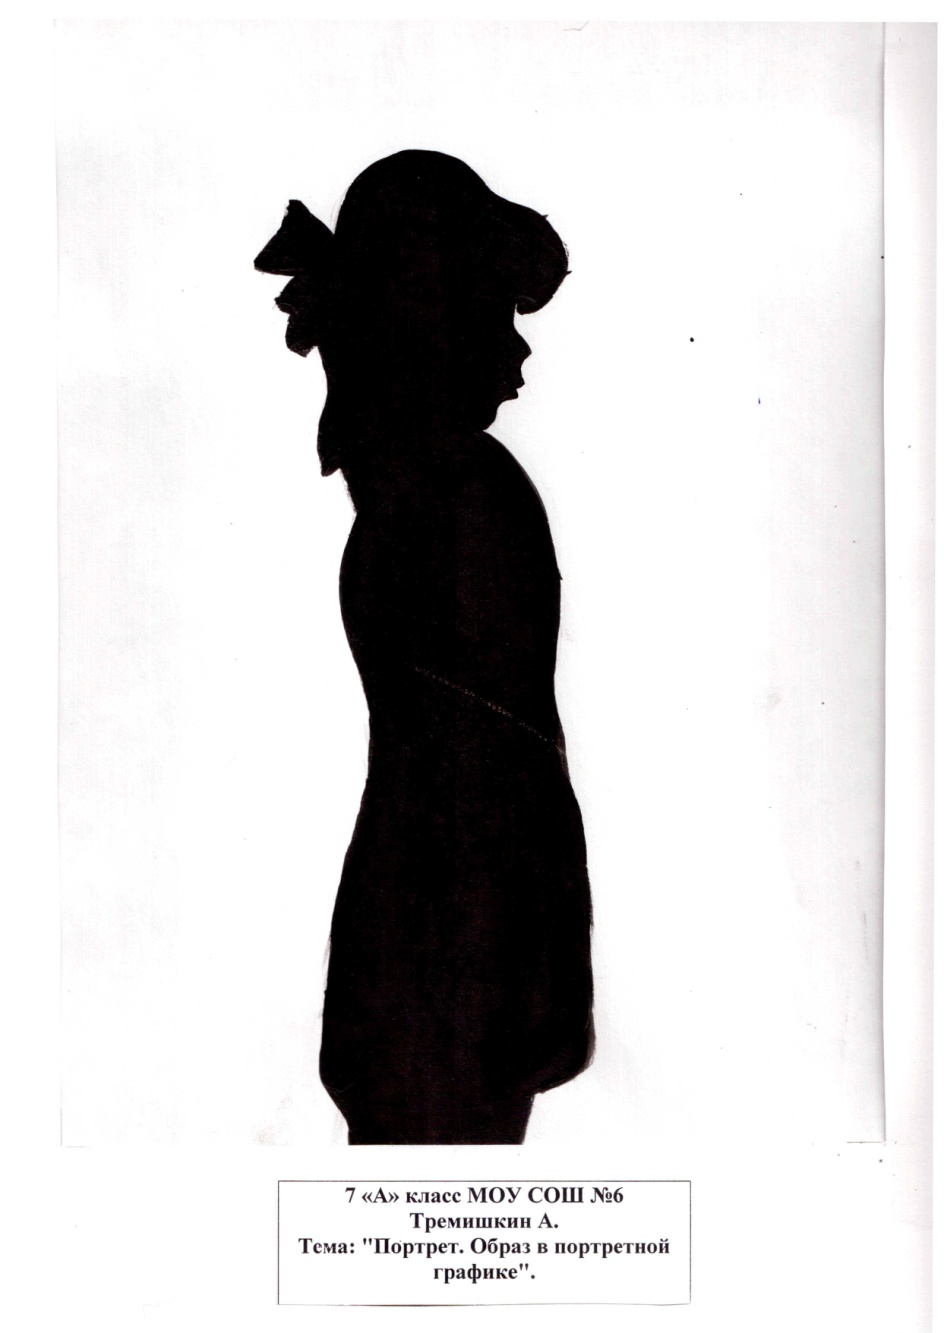 7 «А» класс МОУ СОШ №6
Тремишкин А.
Тема: "Портрет. Образ в портретной
графике".